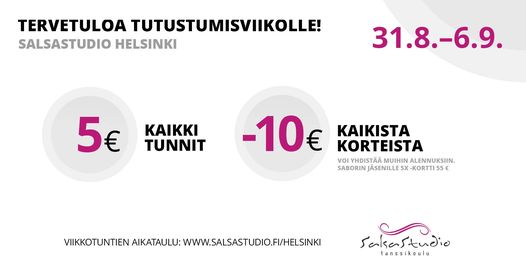 TERVETULOA TUTUSTUMISVIIKOLLE!
SALSASTUDIO HELSINKI
31.8.–6.9.
5€
KAIKKI
TUNNIT
-10€
KAIKISTA
KORTEISTA
VOI YHDISTÄÄ MUIHIN ALENNUKSIIN.
SABORIN JÄSENILLE 5X -KORTTI 55 €
VIIKKOTUNTIEN AIKATAULU: WWW.SALSASTUDIO.FI/HELSINKI
SalsaStudio
tanssikoulu